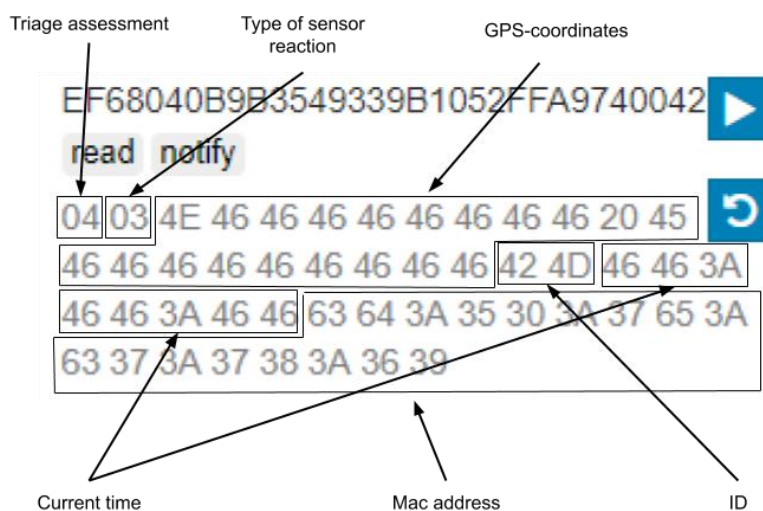 Triage assessment
Type of sensor
reaction
GPS-coordinates
EF68040B9B3549339B1052FFA9740042
read notify
04 03 4E 46 46 46 46 46 46 46 46 20 45
46 46 46 46 46 46 46 46 46 42 4D 46 46 3A
46 46 3A 46 46 63 64 3A 35 30 3A 37 65 3A
63 37 3A 37 38 3A 36 39
Current time
Mac address
ID